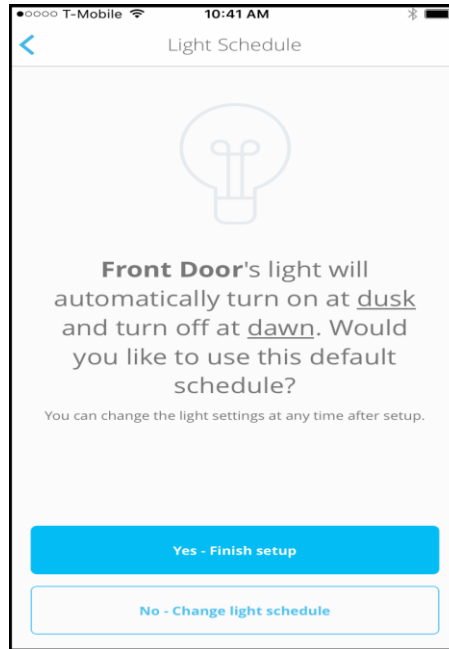 T-Mobile 10:41 AM
Light Schedule
Front Door's light will
automatically turn on at dusk
and turn off at dawn. Would
you like to use this default
schedule?
You can change the light settings at any time after setup.
Yes - Finish setup
No - Change light schedule